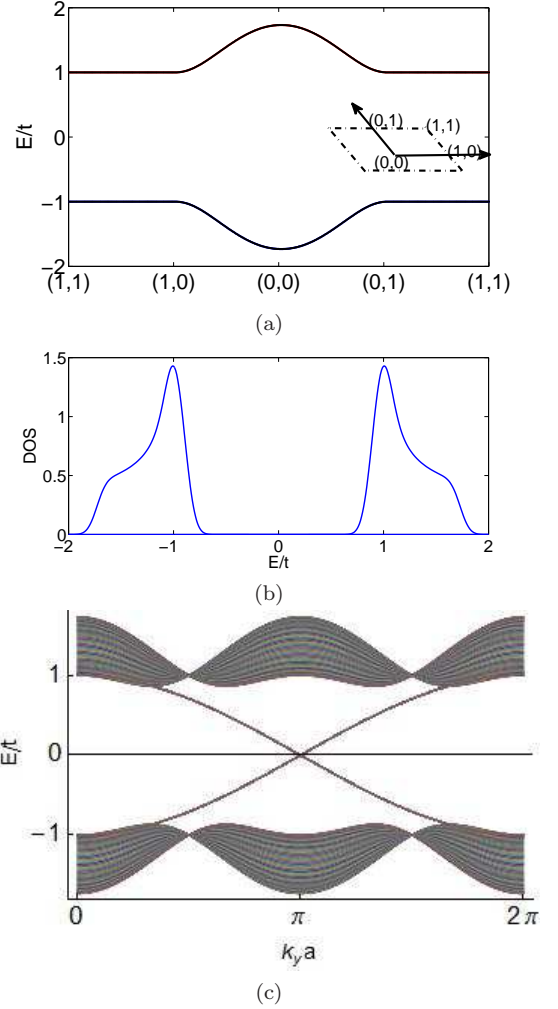 2
1
0
−1
−2
E/t
(0,1)
(1,1)
(0,0)
(1,0)
(1,1)
(1,0)
(0,0)
(0,1)
(1,1)
(a)
1.5
1
0.5
0
DOS
−2
−1
0
1
2
E/t
(b)
1
0
−1
E/t
0
π
2 π
k_y a
(c)